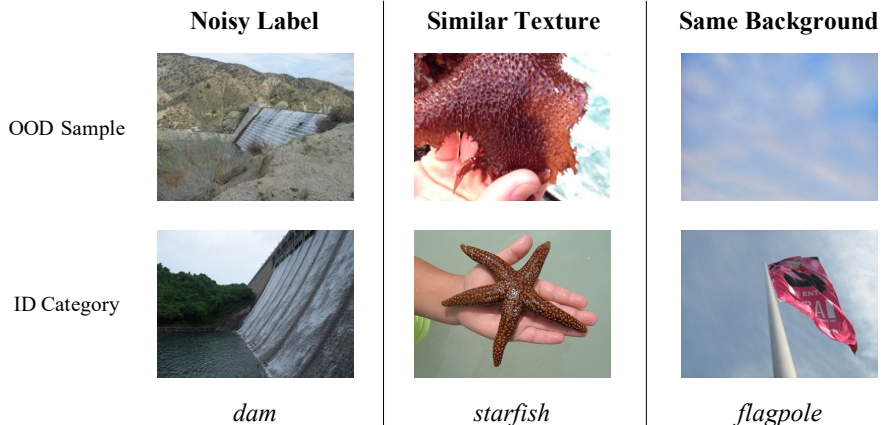 Noisy Label
Similar Texture
Same Background
OOD Sample
ID Category
dam
starfish
flagpole